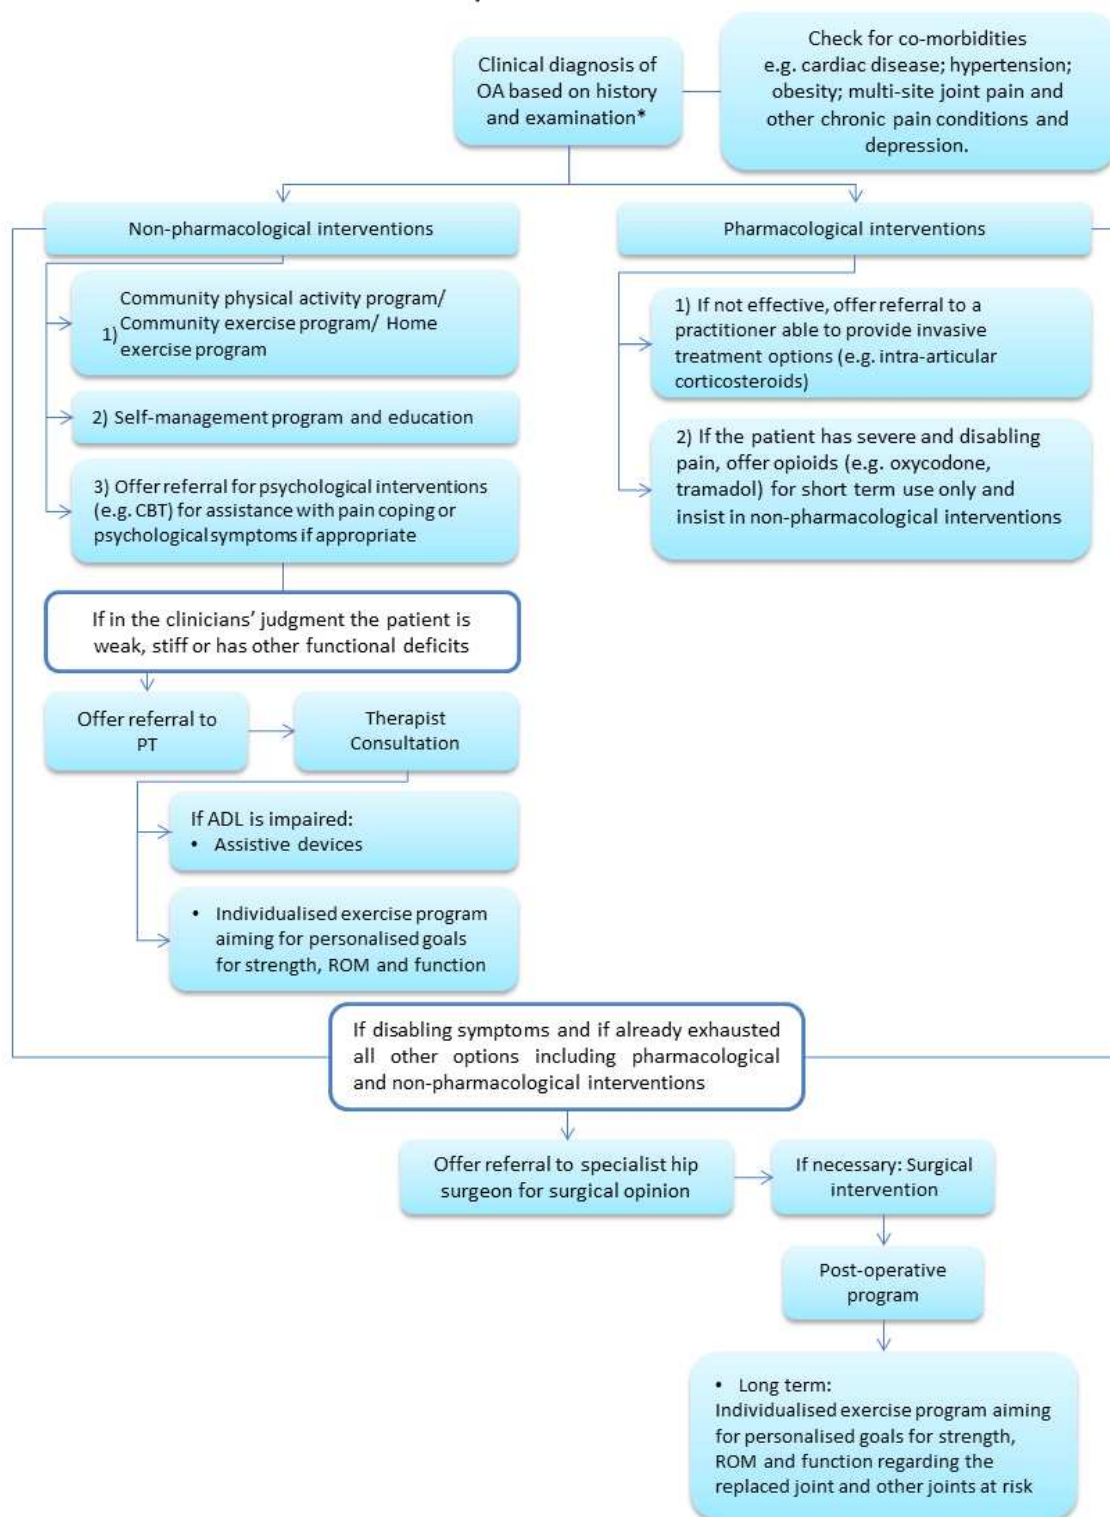 Clinical diagnosis of
OA based on history
and examination*
Check for co-morbidities
e.g. cardiac disease; hypertension;
obesity; multi-site joint pain and
other chronic pain conditions and
depression.
Non-pharmacological interventions
Pharmacological interventions
1) Community physical activity program/
Community exercise program/ Home
exercise program
2) Self-management program and education
3) Offer referral for psychological interventions
(e.g. CBT) for assistance with pain coping or
psychological symptoms if appropriate
1) If not effective, offer referral to a
practitioner able to provide invasive
treatment options (e.g. intra-articular
corticosteroids)
2) If the patient has severe and disabling
pain, offer opioids (e.g. oxycodone,
tramadol) for short term use only and
insist in non-pharmacological interventions
If in the clinicians’ judgment the patient is
weak, stiff or has other functional deficits
Offer referral to
PT
Therapist
Consultation
If ADL is impaired:
• Assistive devices
• Individualised exercise program
aiming for personalised goals
for strength, ROM and function
If disabling symptoms and if already exhausted
all other options including pharmacological
and non-pharmacological interventions
Offer referral to specialist hip
surgeon for surgical opinion
If necessary: Surgical
intervention
Post-operative
program
• Long term:
Individualised exercise program aiming
for personalised goals for strength,
ROM and function regarding the
replaced joint and other joints at risk